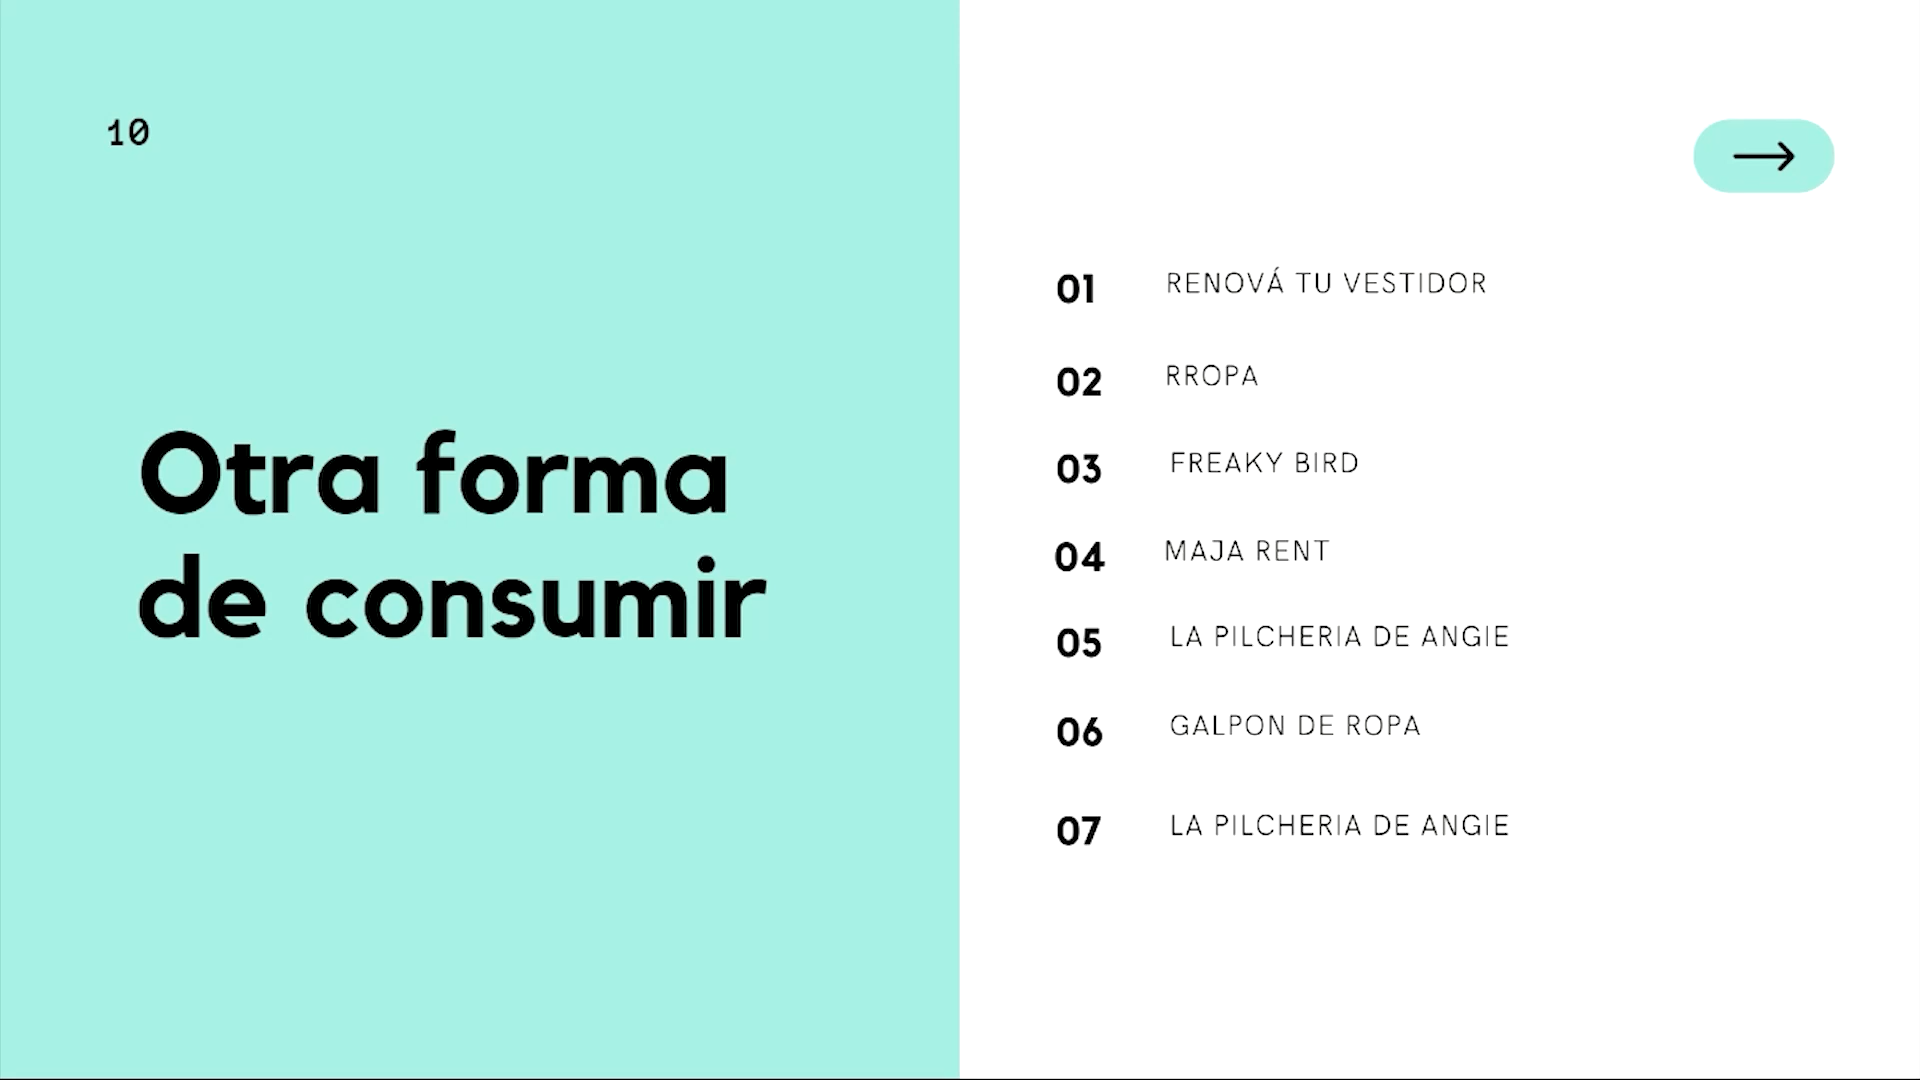 10
Otra forma
de consumir
01 RENOVÁ TU VESTIDOR
02 RROPA
03 FREAKY BIRD
04 MAJA RENT
05 LA PILCHERIA DE ANGIE
06 GALPON DE ROPA
07 LA PILCHERIA DE ANGIE